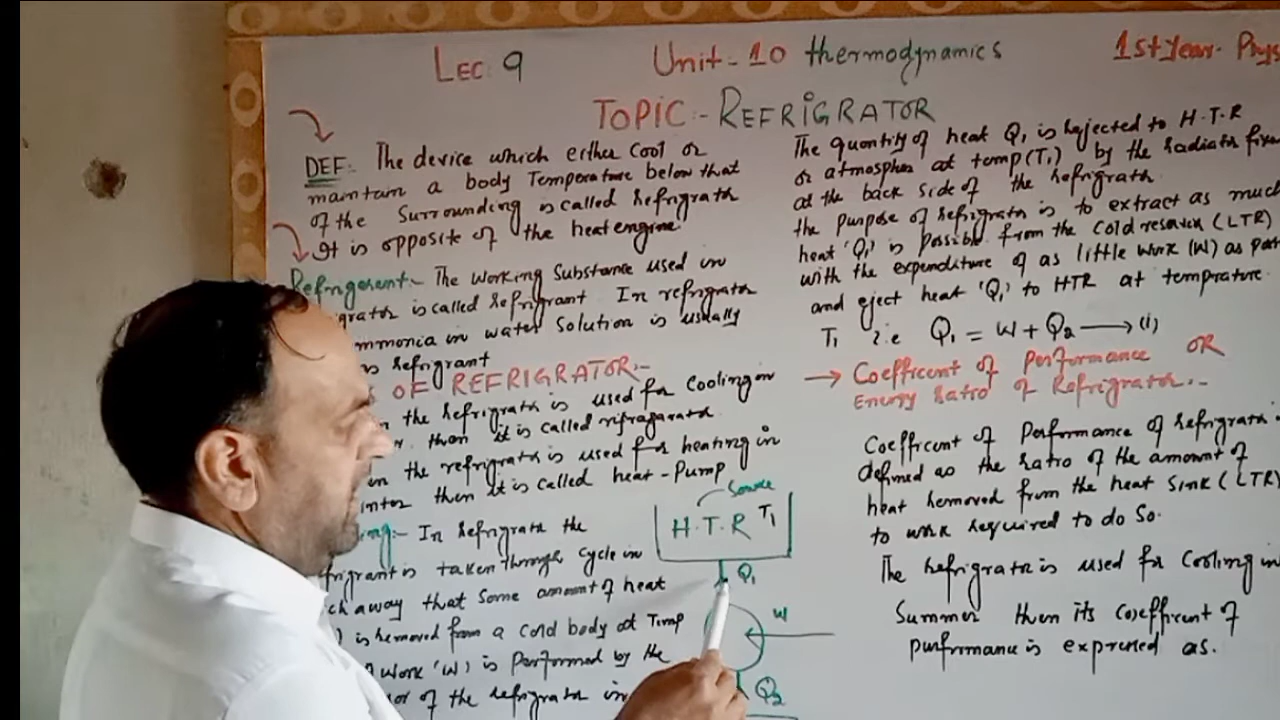 LEC 9 Unit-10 thermodynamics 1st Year- Phys
TOPIC:- REFRIGRATOR
DEF: The device which either Cool or
maintain a body Temperature below that
of the Surrounding is called Refrigrator
It is opposite of the heat engine
Refrigerent:- The working Substance used in
grator is called Refrigrant In refrigrator
mmonia in water Solution is usually
refrigrant
OF REFRIGRATOR:-
the Refrigrator is used for Cooling
then it is called
in the refrigrator is used for heating in
inter then it is called heat-Pump
ing:- In Refrigrator the
frigrant is taken through cycle in
ch away that Some amount of heat
) is removed from a cold body at Temp
Work 'W' is Performed by the
or of the refrigrator in
Source
H.T.R T1
Q1
W
Q2
The quantity of heat Q1 is Rejected to H.T.R
or atmospher at temp (T1) by the radiator fixe
at the back side of the Refrigrator
the purpose of Refrigrator is to extract as much
heat 'Q' is Possible from the Cold (LTR)
with the expenditure of as little work (W) as
and eject heat 'Q1' to HTR at temprature
T1 i.e Q1 = W + Q2 → (i)
→ Coefficent of Performance OR
Energy Ratio of Refrigrator:-
Coefficent of Performance of Refrigrator
defined as the Ratio of the amount of
heat removed from the heat Sink (LTR)
to work required to do So.
The Refrigrator is used for Cooling in
Summer then its coefficent of
performance is expressed as.